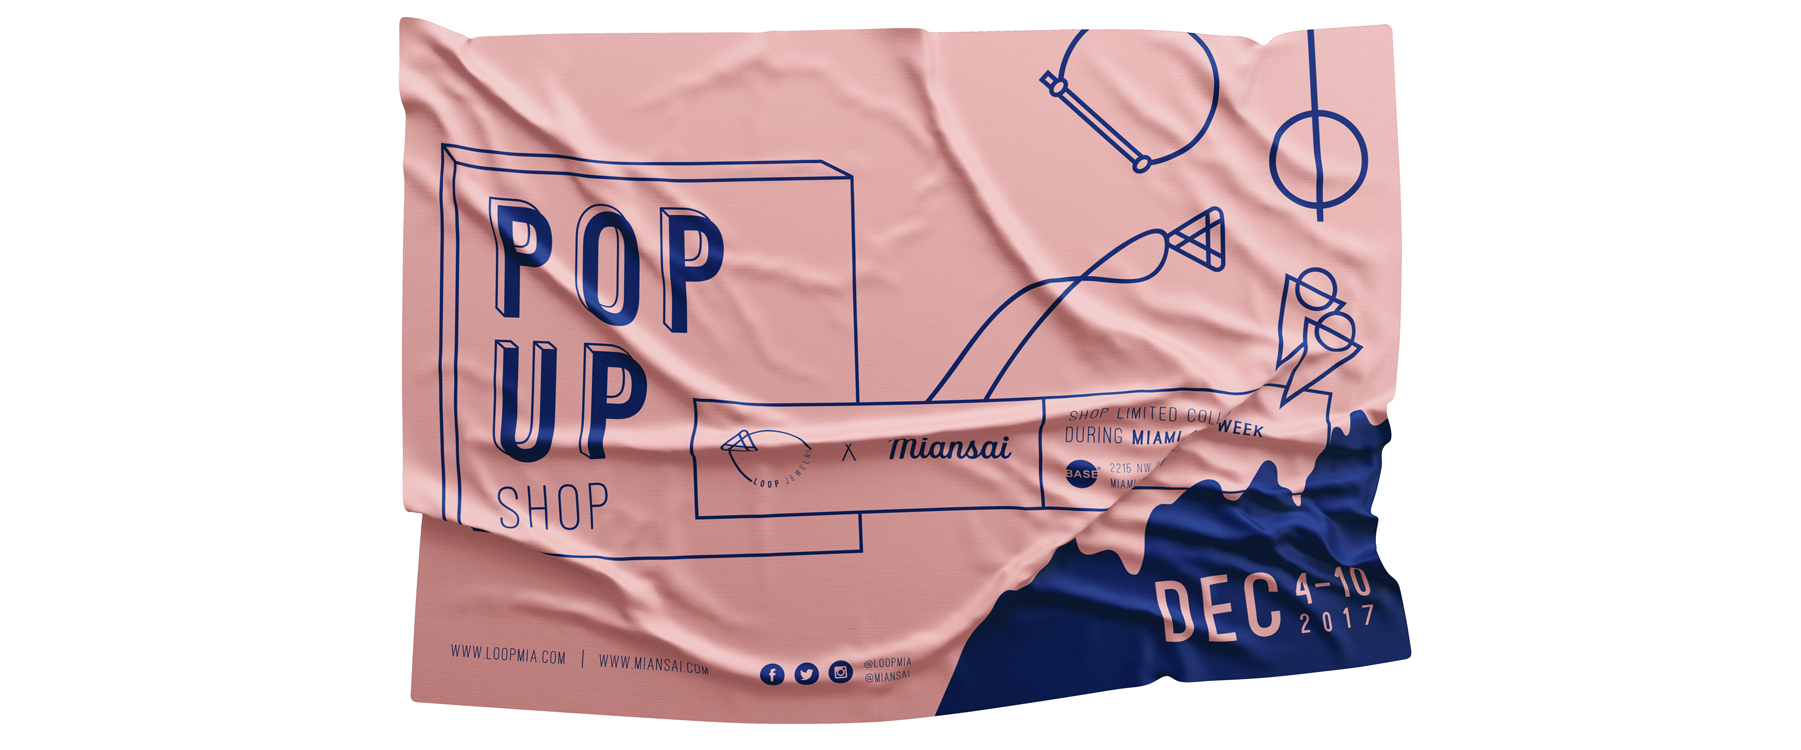 POP
UP
SHOP
LOOP JEWELRY
X
Miansai
SHOP LIMITED
DURING MIAMI WEEK
BASE
2215 NW
MIAMI
DEC 4-10
2017
WWW.LOOPMIA.COM | WWW.MIANSAI.COM
@LOOPMIA
@MIANSAI